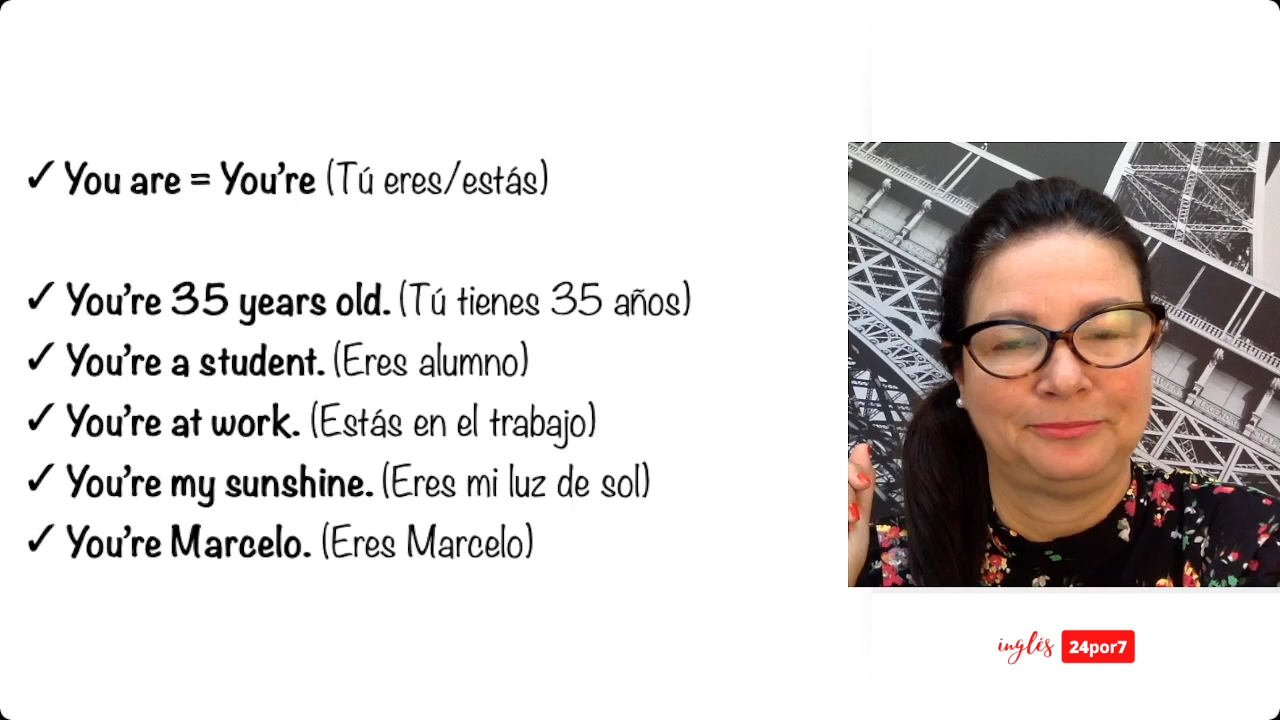 ✓ You are = You’re (Tú eres/estás)
✓ You’re 35 years old. (Tú tienes 35 años)
✓ You’re a student. (Eres alumno)
✓ You’re at work. (Estás en el trabajo)
✓ You’re my sunshine. (Eres mi luz de sol)
✓ You’re Marcelo. (Eres Marcelo)
inglés 24por7